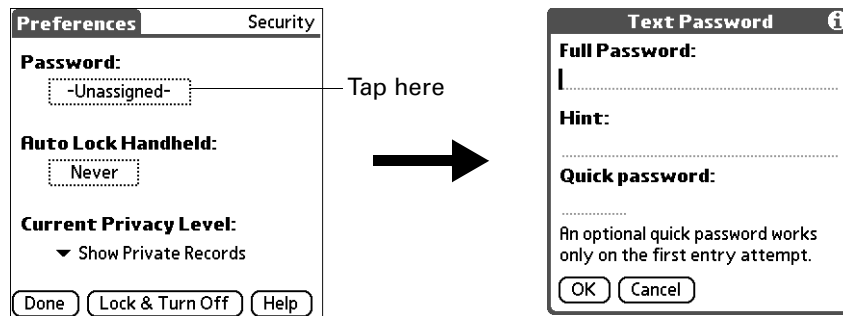 Preferences Security
Password:
-Unassigned-
Tap here
Auto Lock Handheld:
Never
Current Privacy Level:
Show Private Records
Done Lock & Turn Off Help
Text Password i
Full Password:
Hint:
Quick password:
An optional quick password works
only on the first entry attempt.
OK Cancel